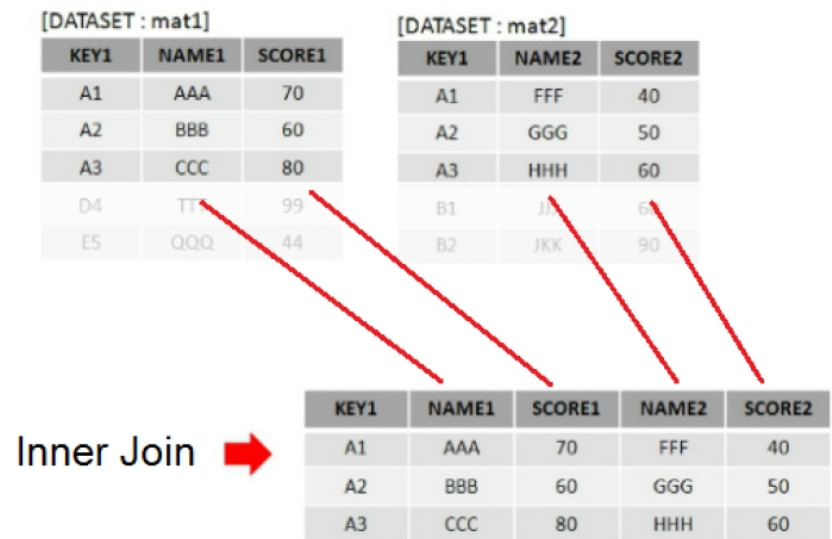 [DATASET : mat1]
KEY1 NAME1 SCORE1
A1 AAA 70
A2 BBB 60
A3 CCC 80
D4 99
E5 QQQ 44
[DATASET : mat2]
KEY1 NAME2 SCORE2
A1 FFF 40
A2 GGG 50
A3 HHH 60
B1
B2 JKK 90
Inner Join
KEY1 NAME1 SCORE1 NAME2 SCORE2
A1 AAA 70 FFF 40
A2 BBB 60 GGG 50
A3 CCC 80 HHH 60